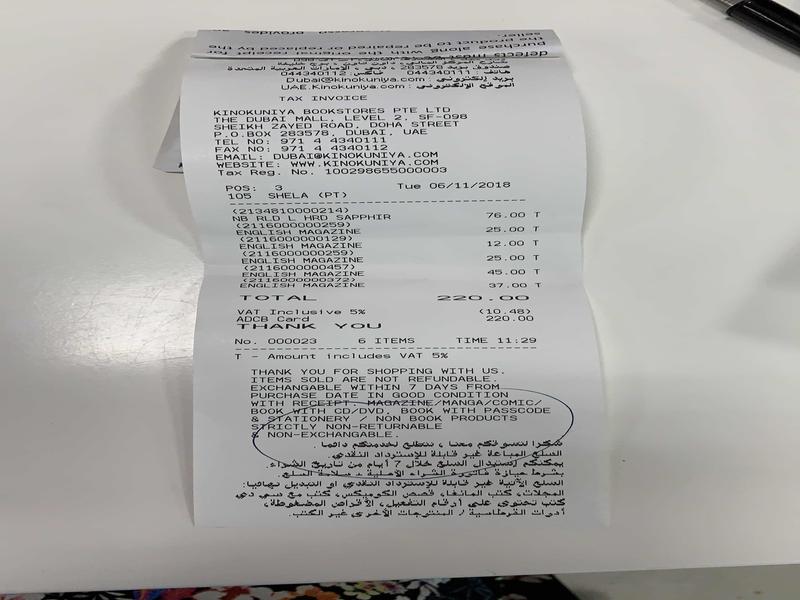 seller.
the product to be repaired or replaced by the
purchase along with the original receipt for
صندوق بريد 283578 ، دبي ، الإمارات العربية المتحدة
هاتف: 044340111 فاكس: 044340112
بريد إلكتروني: Dubai@kinokuniya.com
الموقع الإلكتروني: UAE.Kinokuniya.com
TAX INVOICE
KINOKUNIYA BOOKSTORES PTE LTD
THE DUBAI MALL, LEVEL 2, SF-098
SHEIKH ZAYED ROAD, DOHA STREET
P.O.BOX 283578, DUBAI, UAE
TEL NO: 971 4 4340111
FAX NO: 971 4 4340112
EMAIL: DUBAI@KINOKUNIYA.COM
WEBSITE: WWW.KINOKUNIYA.COM
Tax Reg. No. 100298655000003
POS: 3 Tue 06/11/2018
105 SHELA (PT)
(2134810000214)
NB RLD L HRD SAPPHIR 76.00 T
(2116000000259)
ENGLISH MAGAZINE 25.00 T
(2116000000129)
ENGLISH MAGAZINE 12.00 T
(2116000000259)
ENGLISH MAGAZINE 25.00 T
(2116000000457)
ENGLISH MAGAZINE 45.00 T
(2116000000372)
ENGLISH MAGAZINE 37.00 T
TOTAL 220.00
VAT Inclusive 5% (10.48)
ADCB Card 220.00
THANK YOU
No. 000023 6 ITEMS TIME 11:29
T - Amount includes VAT 5%
THANK YOU FOR SHOPPING WITH US.
ITEMS SOLD ARE NOT REFUNDABLE.
EXCHANGABLE WITHIN 7 DAYS FROM
PURCHASE DATE IN GOOD CONDITION
WITH RECEIPT. MAGAZINE/MANGA/COMIC/
BOOK WITH CD/DVD, BOOK WITH PASSCODE
& STATIONERY / NON BOOK PRODUCTS
STRICTLY NON-RETURNABLE
& NON-EXCHANGABLE.
شكرا لتسوقكم معنا ، نتطلع لخدمتكم دائما .
السلع المباعة غير قابلة للإسترداد النقدي.
يمكنكم إستبدال السلع خلال 7 أيام من تاريخ الشراء.
بشرط حيازة فاتورة الشراء الأصلية ، سلامة السلع.
السلع الآتية غير قابلة للإسترداد النقدي او التبديل نهائيا:
المجلات، كتب المانغا، قصص الكوميكس، كتب مع سي دي
كتب تحتوي على أرقام التفعيل، الأقراص المضغوطة،
أدوات القرطاسية / المنتوجات الأخرى غير الكتب.